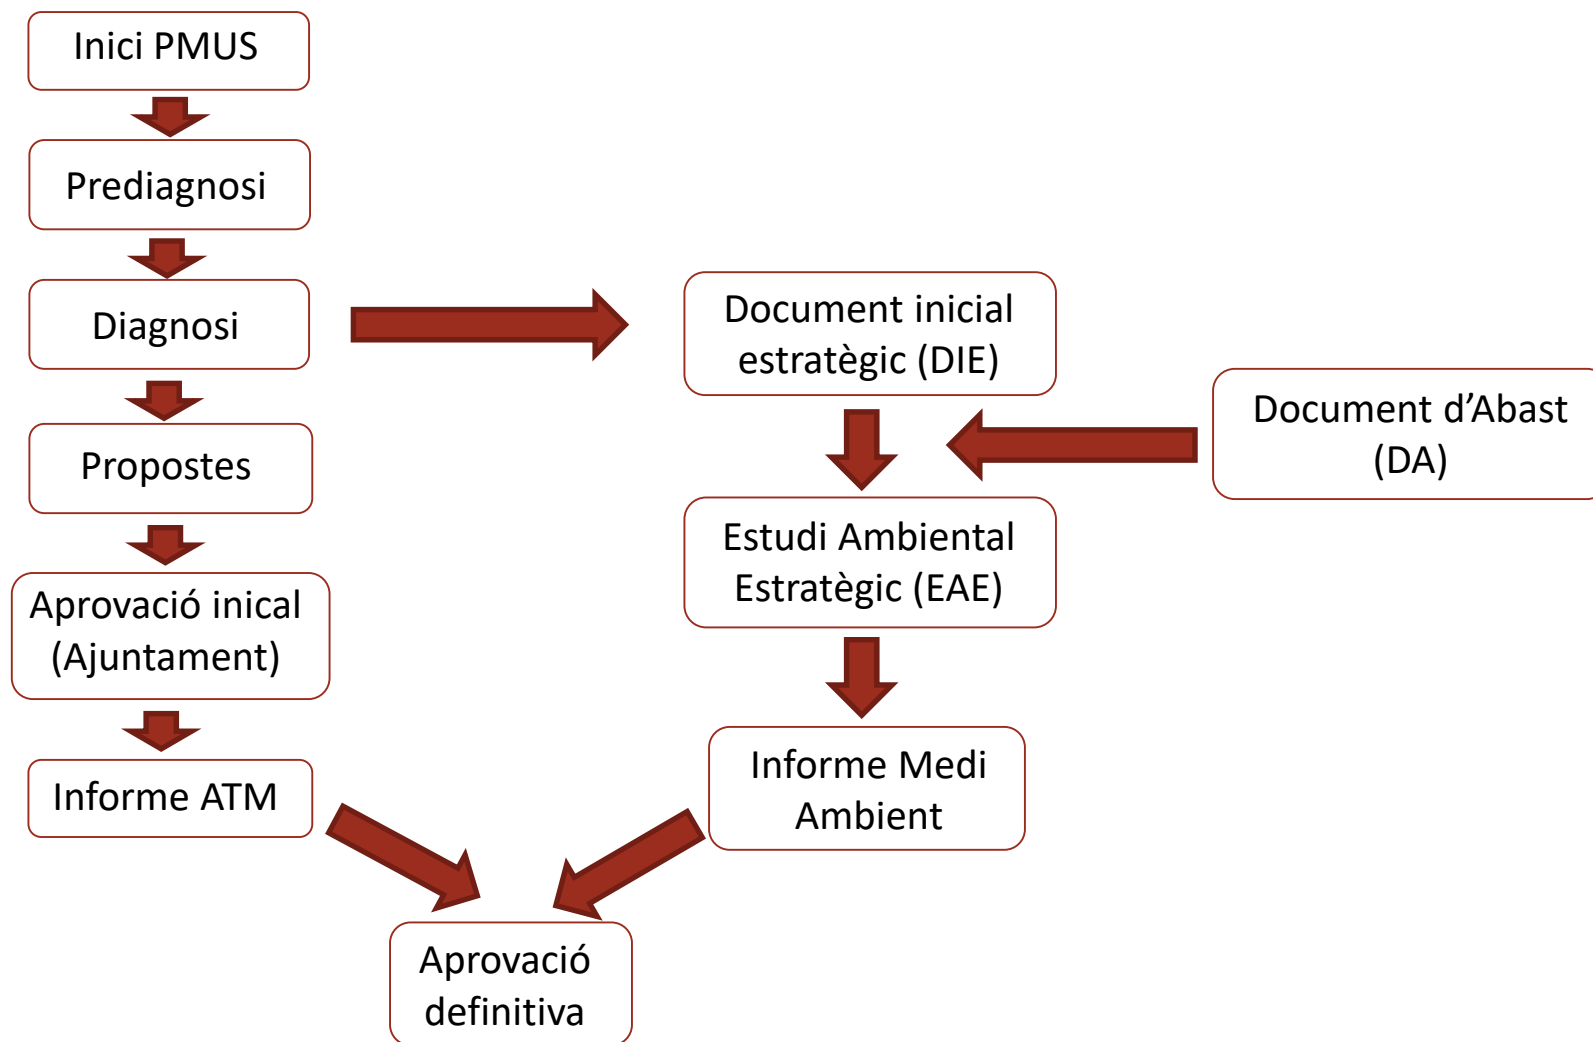 Inici PMUS
Prediagnosi
Diagnosi
Propostes
Aprovació inical
(Ajuntament)
Informe ATM
Document inicial
estratègic (DIE)
Document d’Abast
(DA)
Estudi Ambiental
Estratègic (EAE)
Informe Medi
Ambient
Aprovació
definitiva